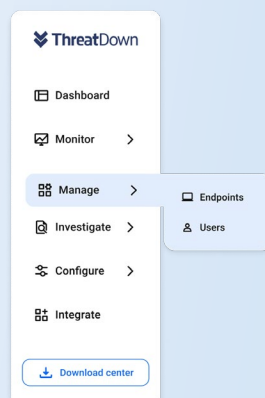 ThreatDown
Dashboard
Monitor
Manage
Endpoints
Users
Investigate
Configure
Integrate
Download center